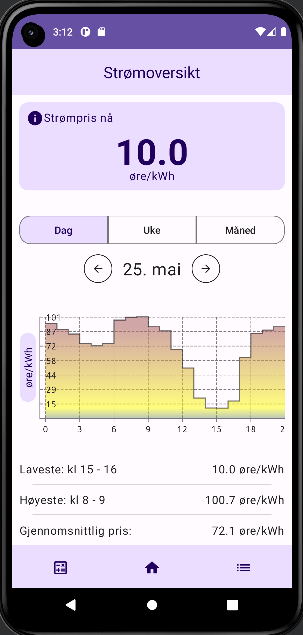 3:12
Strømoversikt
Strømpris nå
10.0
øre/kWh
Dag Uke Måned
25. mai
øre/kWh
101
87
72
58
44
29
15
0 3 6 9 12 15 18 2
Laveste: kl 15 - 16 10.0 øre/kWh
Høyeste: kl 8 - 9 100.7 øre/kWh
Gjennomsnittlig pris: 72.1 øre/kWh